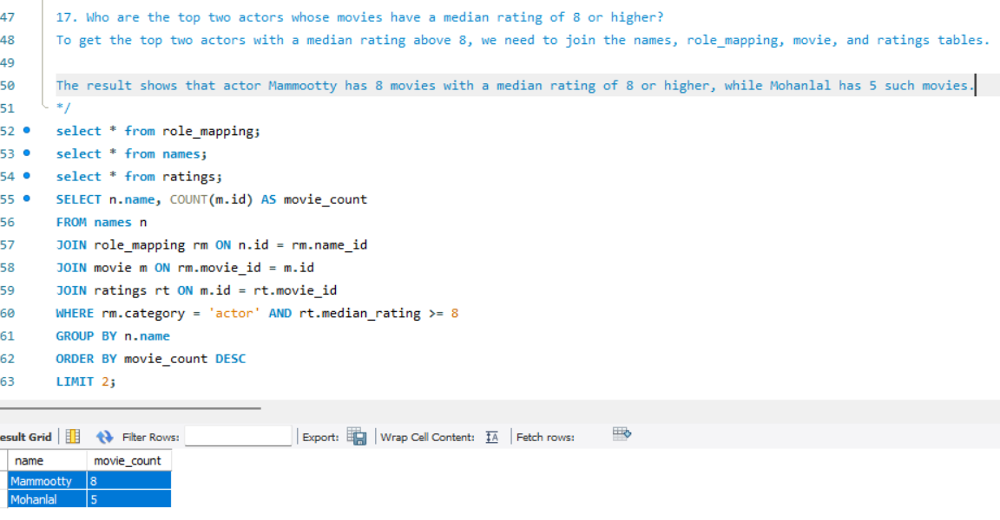 47 17. Who are the top two actors whose movies have a median rating of 8 or higher?
48 To get the top two actors with a median rating above 8, we need to join the names, role_mapping, movie, and ratings tables.
49
50 The result shows that actor Mammootty has 8 movies with a median rating of 8 or higher, while Mohanlal has 5 such movies.
51 */
52 select * from role_mapping;
53 select * from names;
54 select * from ratings;
55 SELECT n.name, COUNT(m.id) AS movie_count
56 FROM names n
57 JOIN role_mapping rm ON n.id = rm.name_id
58 JOIN movie m ON rm.movie_id = m.id
59 JOIN ratings rt ON m.id = rt.movie_id
60 WHERE rm.category = 'actor' AND rt.median_rating >= 8
61 GROUP BY n.name
62 ORDER BY movie_count DESC
63 LIMIT 2;
esult Grid Filter Rows: Export: Wrap Cell Content: IA Fetch rows:
name movie_count
Mammootty 8
Mohanlal 5